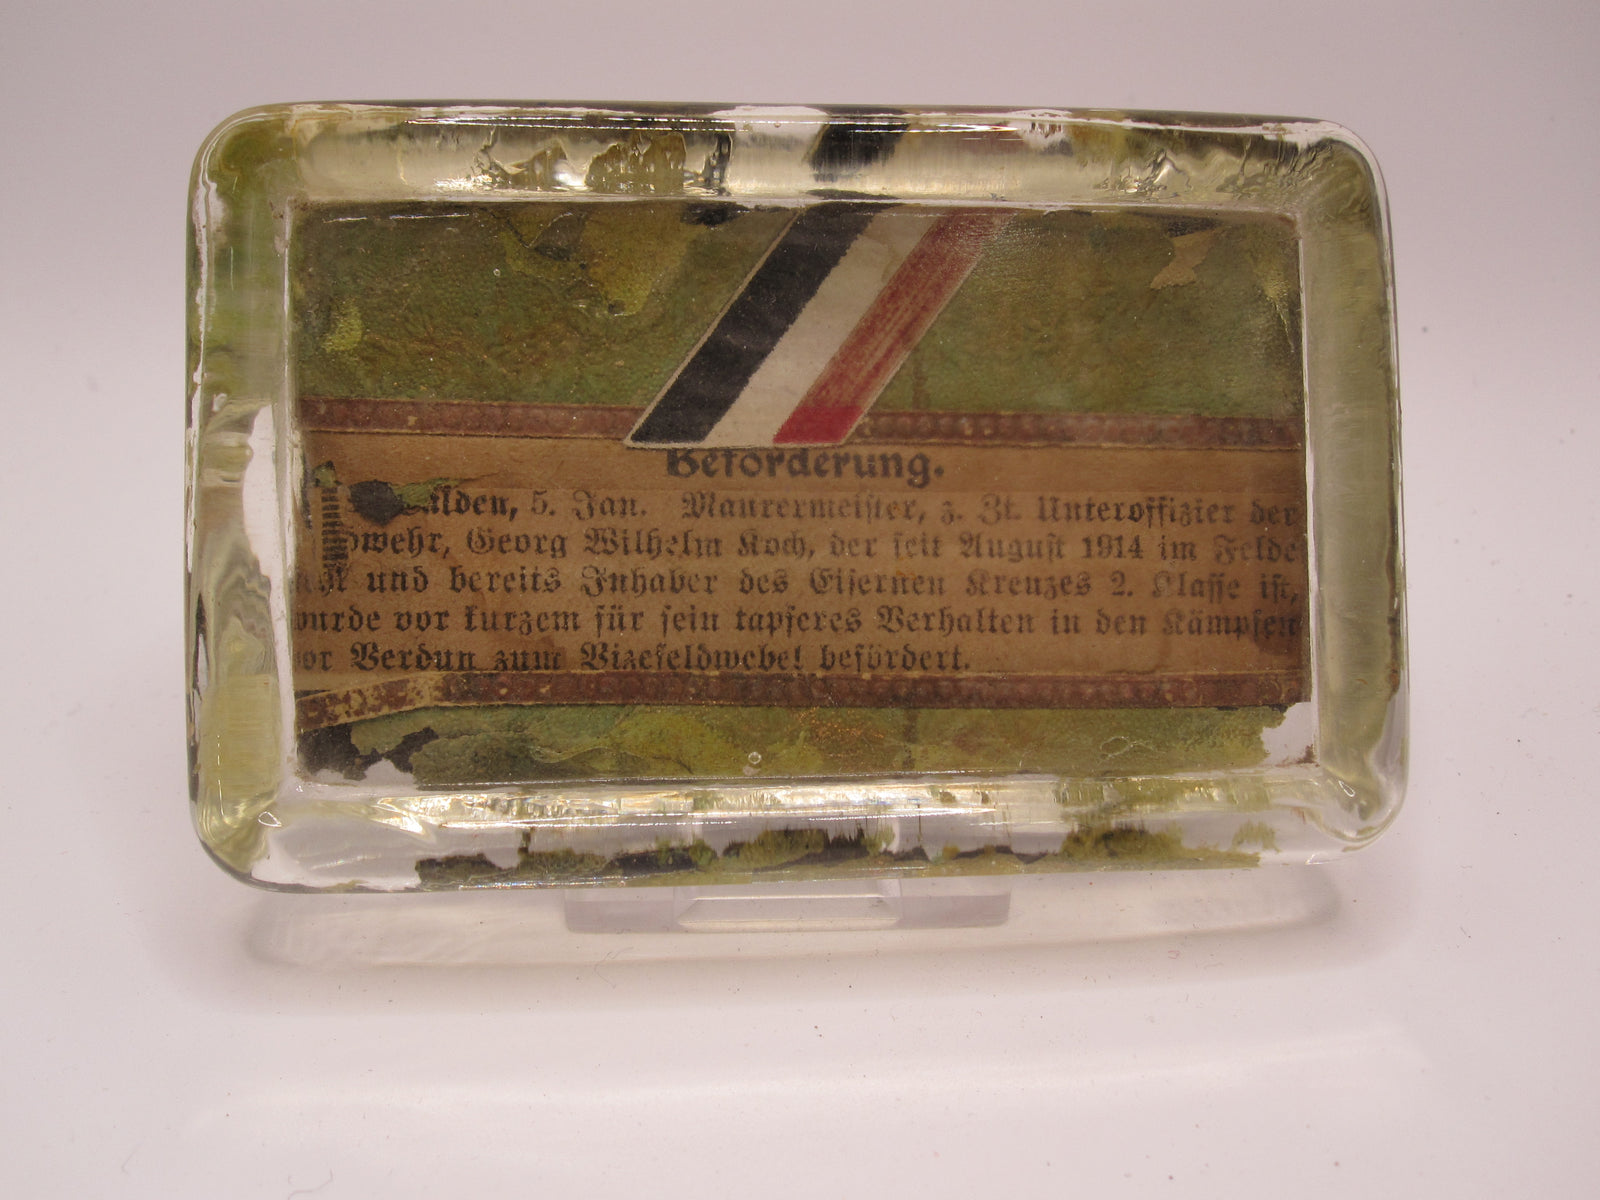 Beförderung.
5. Jan. Maurermeister, z. Zt. Unteroffizier der
Georg Wilhelm Koch, der seit August 1914 im Felde
und bereits Inhaber des Eisernen Kreuzes 2. Klasse ist,
wurde vor kurzem für sein tapferes Verhalten in den Kämpfen
vor Verdun zum Vizefeldwebel befördert.